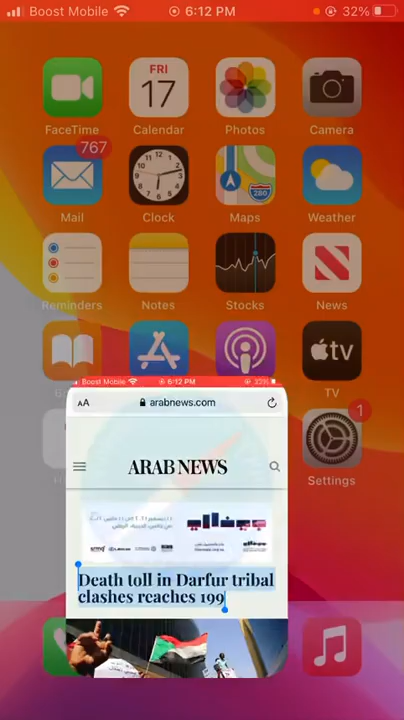 Boost Mobile 6:12 PM 32%
FRI
17
FaceTime Calendar Photos Camera
767
280
Mail Clock Maps Weather
Reminders Notes Stocks News
tv
TV
Boost Mobile 6:12 PM
AA arabnews.com
1
ARAB NEWS
Settings
Death toll in Darfur tribal
clashes reaches 199